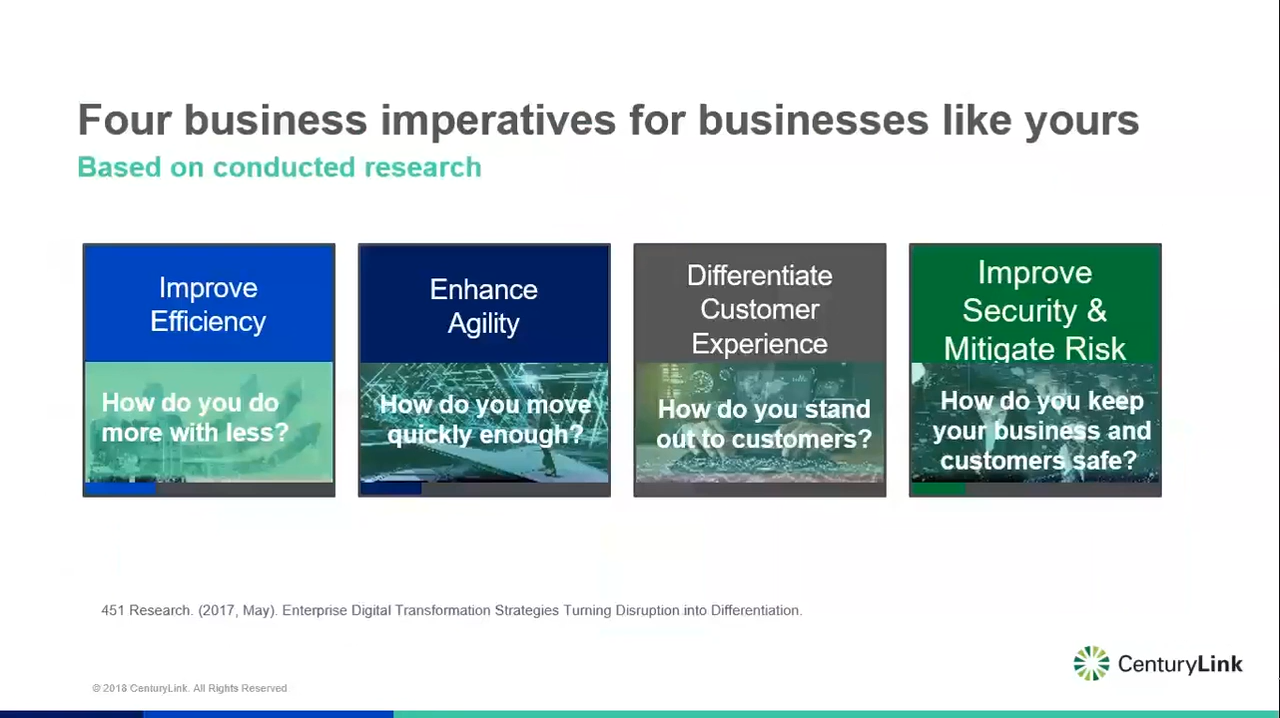 Four business imperatives for businesses like yours
Based on conducted research
Improve
Efficiency
How do you do
more with less?
Enhance
Agility
How do you move
quickly enough?
Differentiate
Customer
Experience
How do you stand
out to customers?
Improve
Security &
Mitigate Risk
How do you keep
your business and
customers safe?
451 Research. (2017, May). Enterprise Digital Transformation Strategies Turning Disruption into Differentiation.
CenturyLink
© 2018 CenturyLink. All Rights Reserved